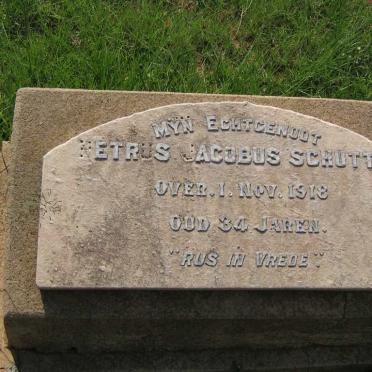 MYN ECHTGENOOT
PETRUS JACOBUS SCHUTT
OVER. 1. NOV. 1918
OUD 34 JAREN.
"RUS IN VREDE".